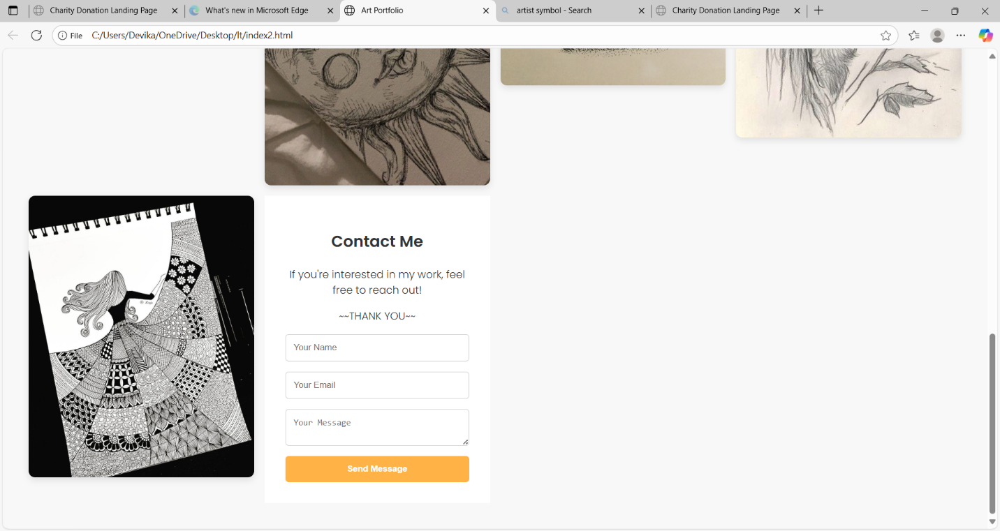 Charity Donation Landing Page
What's new in Microsoft Edge
Art Portfolio
artist symbol - Search
Charity Donation Landing Page
File
C:/Users/Devika/OneDrive/Desktop/lt/index2.html
Contact Me
If you're interested in my work, feel
free to reach out!
~~THANK YOU~~
Your Name
Your Email
Your Message
Send Message